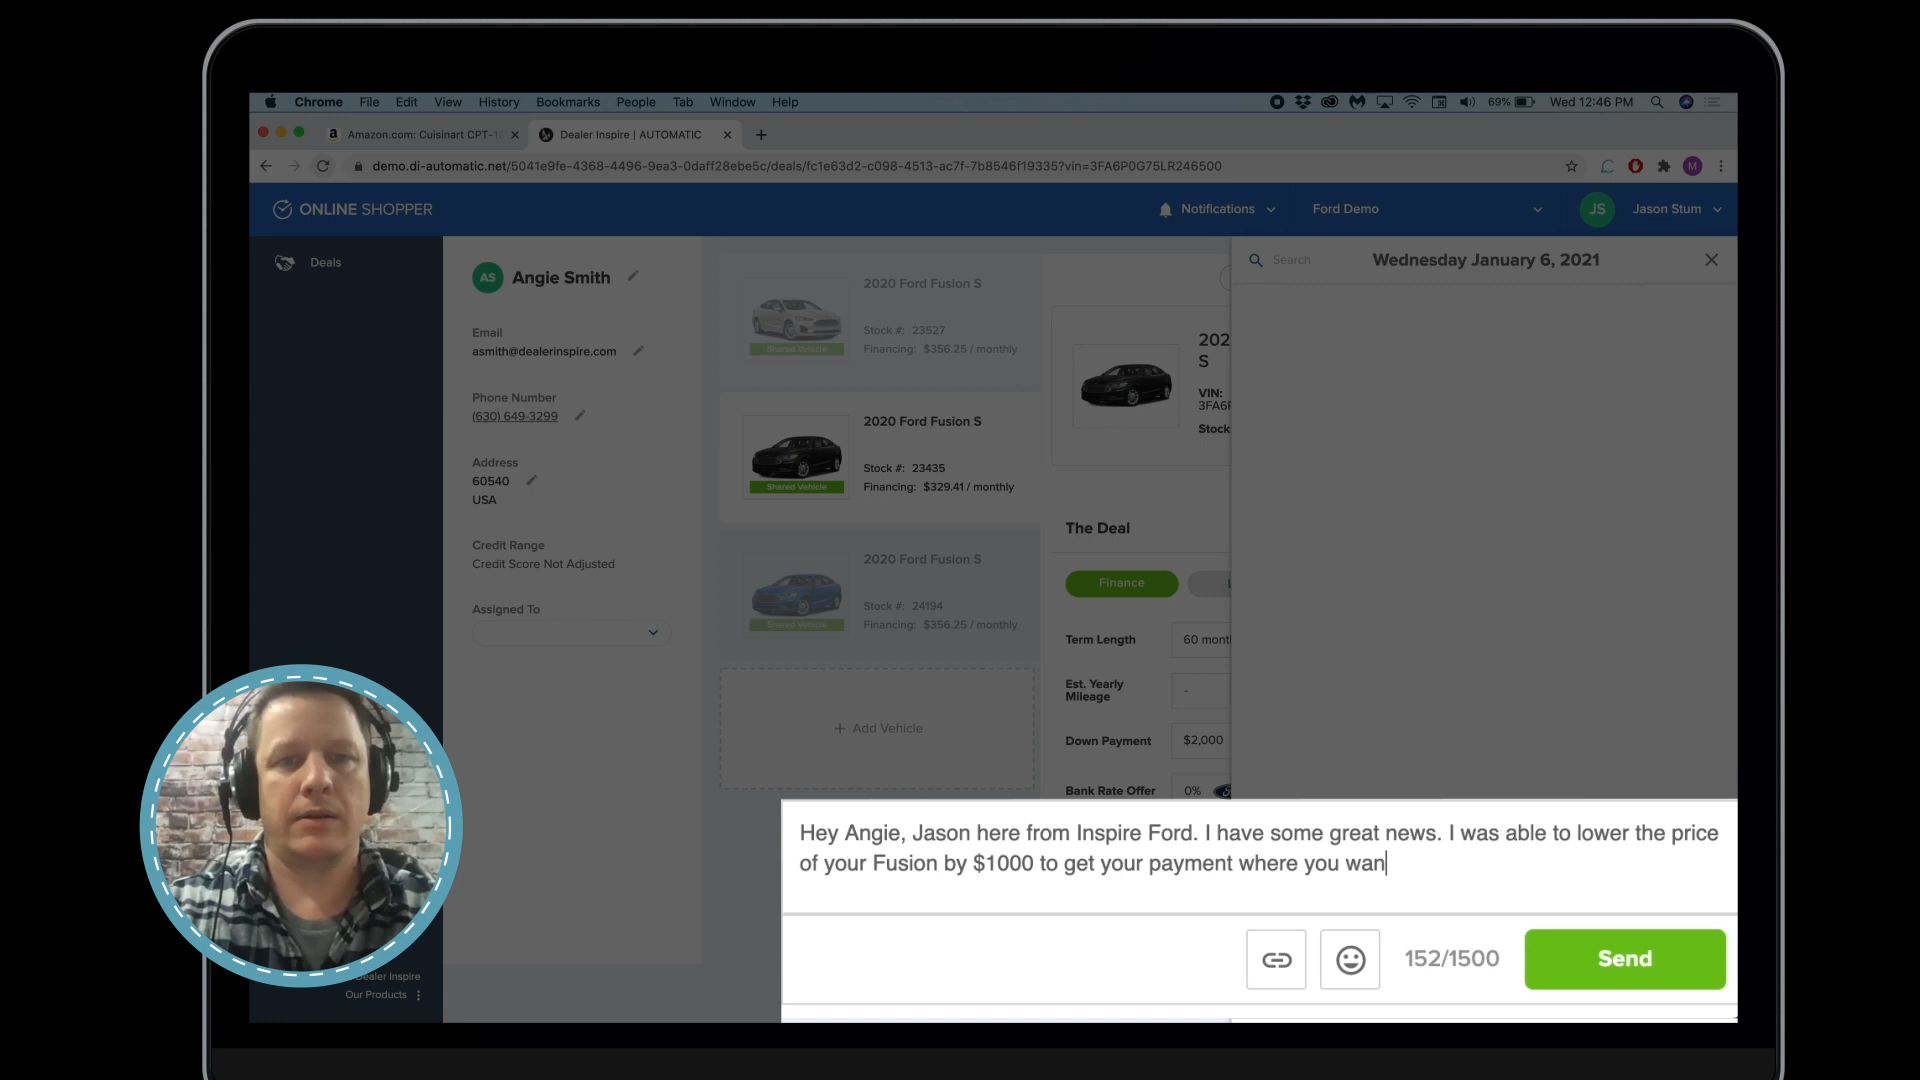 Chrome File Edit View History Bookmarks People Tab Window Help
69% Wed 12:46 PM
a Amazon.com: Cuisinart CPT-1
Dealer Inspire | AUTOMATIC
demo.di-automatic.net/5041e9fe-4368-4496-9ea3-0daff28ebe5c/deals/fc1e63d2-c098-4513-ac7f-7b8546f19335?vin=3FA6P0G75LR246500
M
ONLINE SHOPPER
Notifications
Ford Demo
JS
Jason Stum
Deals
AS
Angie Smith
Email
asmith@dealerinspire.com
Phone Number
(630) 649-3299
Address
60540
USA
Credit Range
Credit Score Not Adjusted
Assigned To
2020 Ford Fusion S
Stock #: 23527
Financing: $356.25 / monthly
Shared Vehicle
2020 Ford Fusion S
Stock #: 23435
Financing: $329.41 / monthly
Shared Vehicle
2020 Ford Fusion S
Stock #: 24194
Financing: $356.25 / monthly
Shared Vehicle
+ Add Vehicle
202
S
VIN:
3FA6F
Stock
The Deal
Finance
Term Length
60 mont
Est. Yearly
Mileage
-
Down Payment
$2,000
Bank Rate Offer
0%
Search
Wednesday January 6, 2021
Hey Angie, Jason here from Inspire Ford. I have some great news. I was able to lower the price
of your Fusion by $1000 to get your payment where you wan
152/1500
Send
Dealer Inspire
Our Products